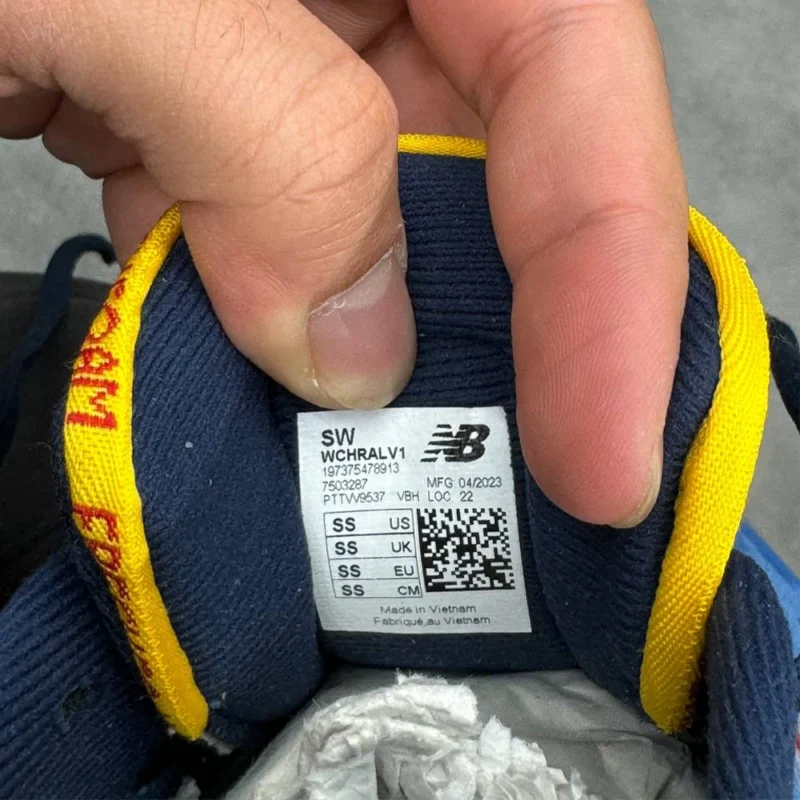 SW
WCHRALV1
NB
197375478913
7503287 MFG 04/2023
PTTVV9537 VBH LOC 22
SS US
SS UK
SS EU
SS CM
Made in Vietnam
Fabriqué au Vietnam